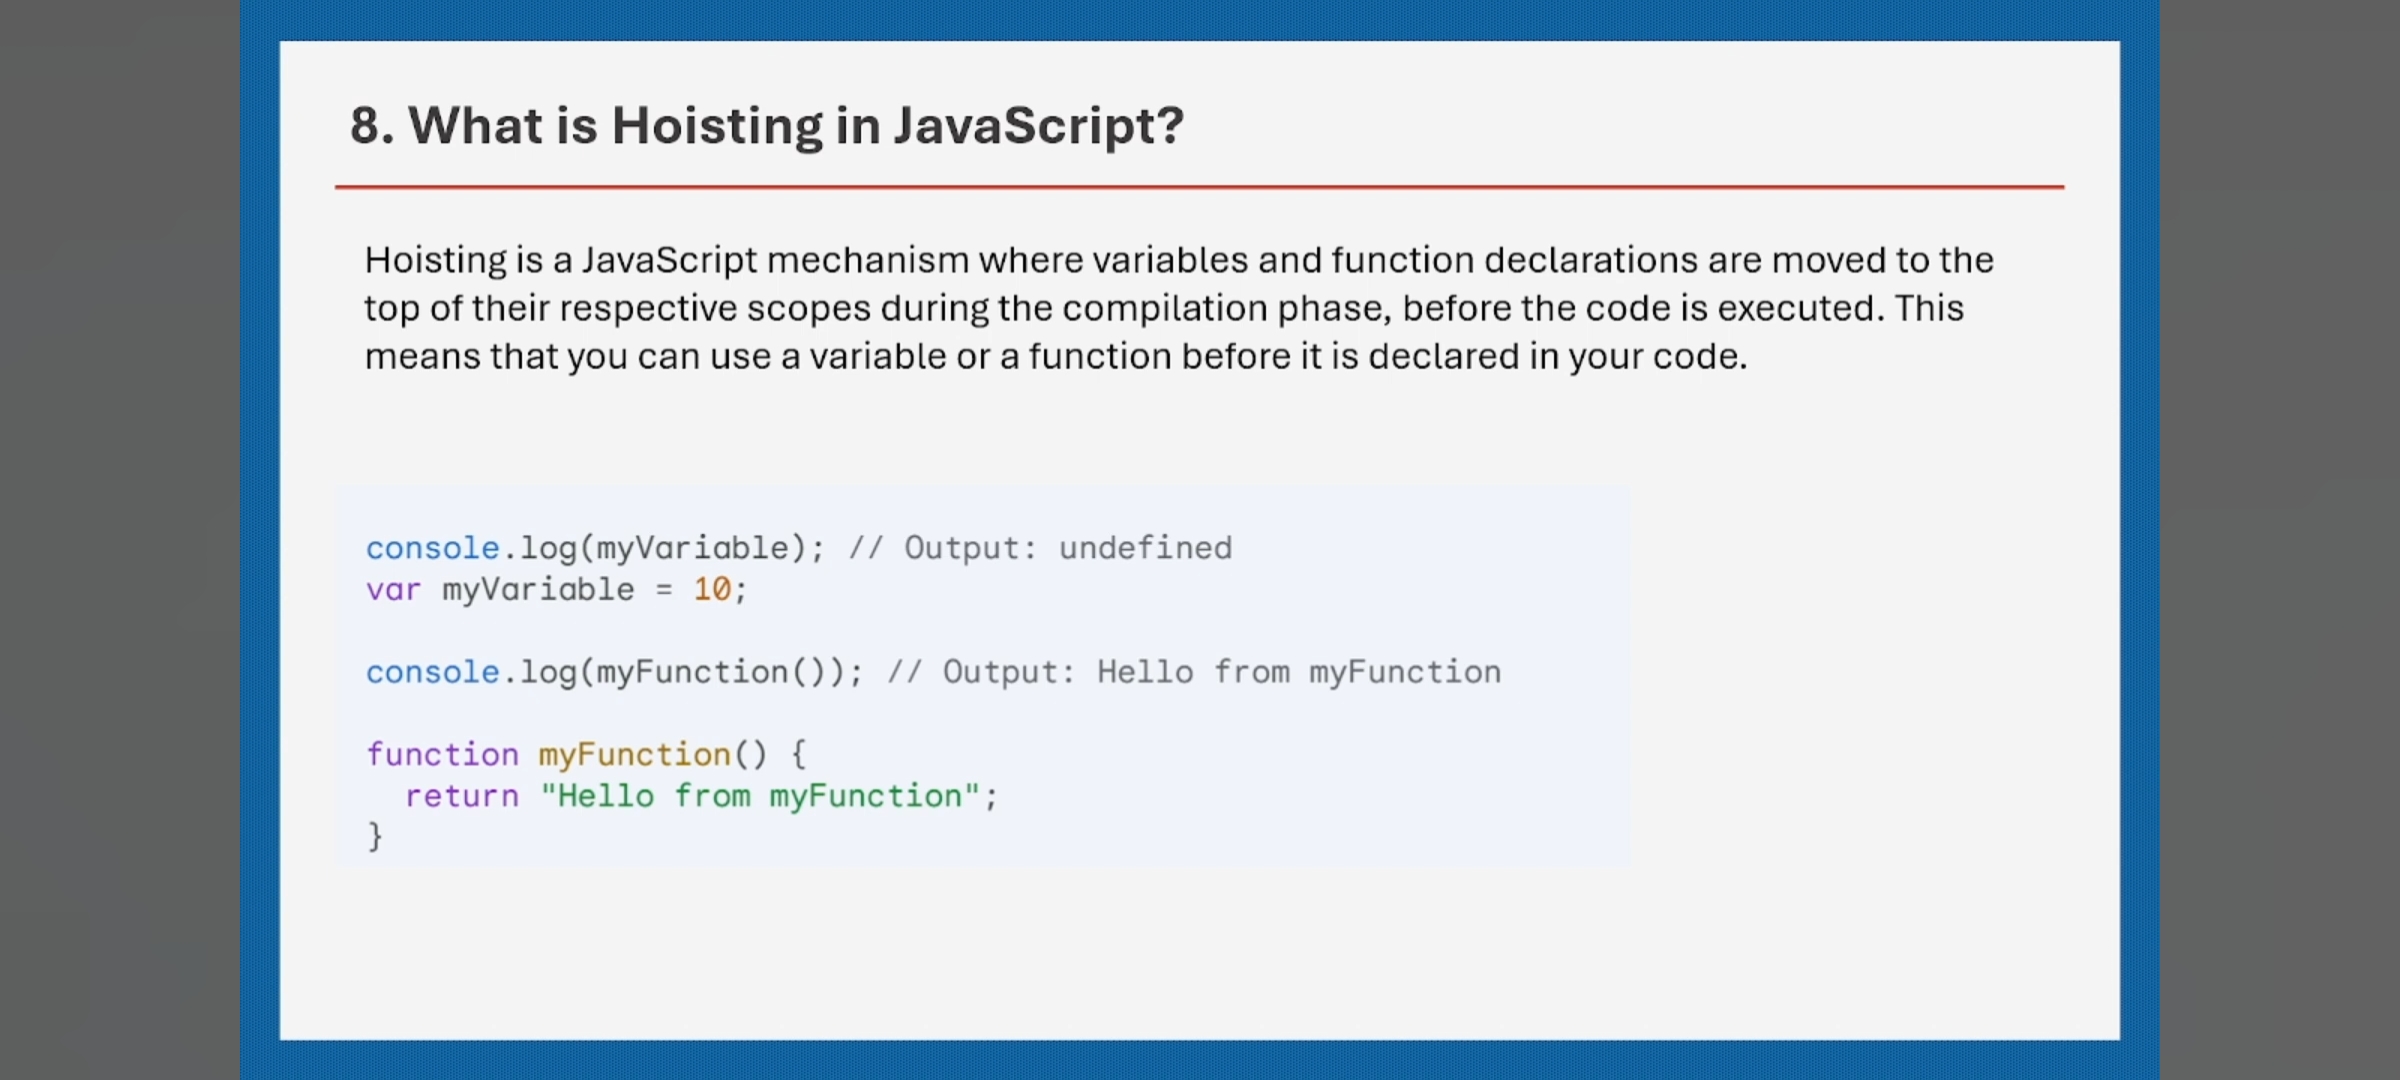 8. What is Hoisting in JavaScript?
Hoisting is a JavaScript mechanism where variables and function declarations are moved to the
top of their respective scopes during the compilation phase, before the code is executed. This
means that you can use a variable or a function before it is declared in your code.
console.log(myVariable); // Output: undefined
var myVariable = 10;
console.log(myFunction()); // Output: Hello from myFunction
function myFunction() {
  return "Hello from myFunction";
}